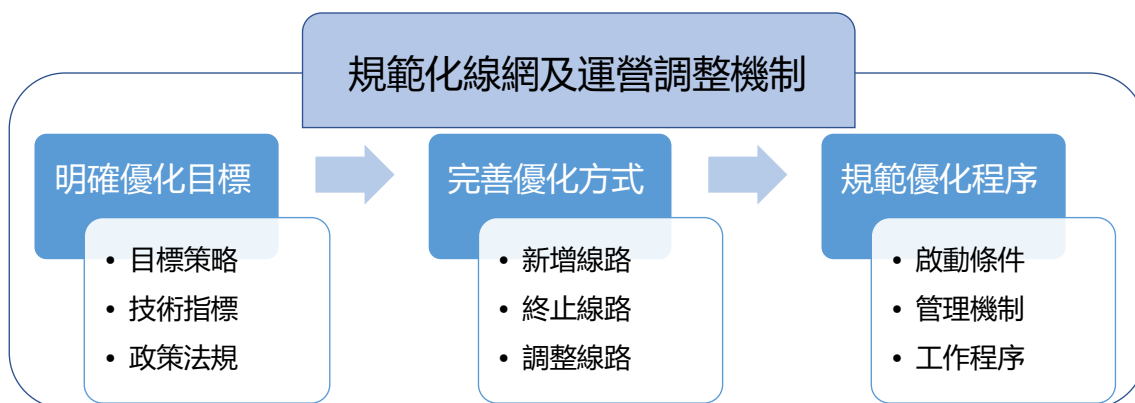 規範化線網及運營調整機制
明確優化目標
• 目標策略
• 技術指標
• 政策法規
完善優化方式
• 新增線路
• 終止線路
• 調整線路
規範優化程序
• 啟動條件
• 管理機制
• 工作程序